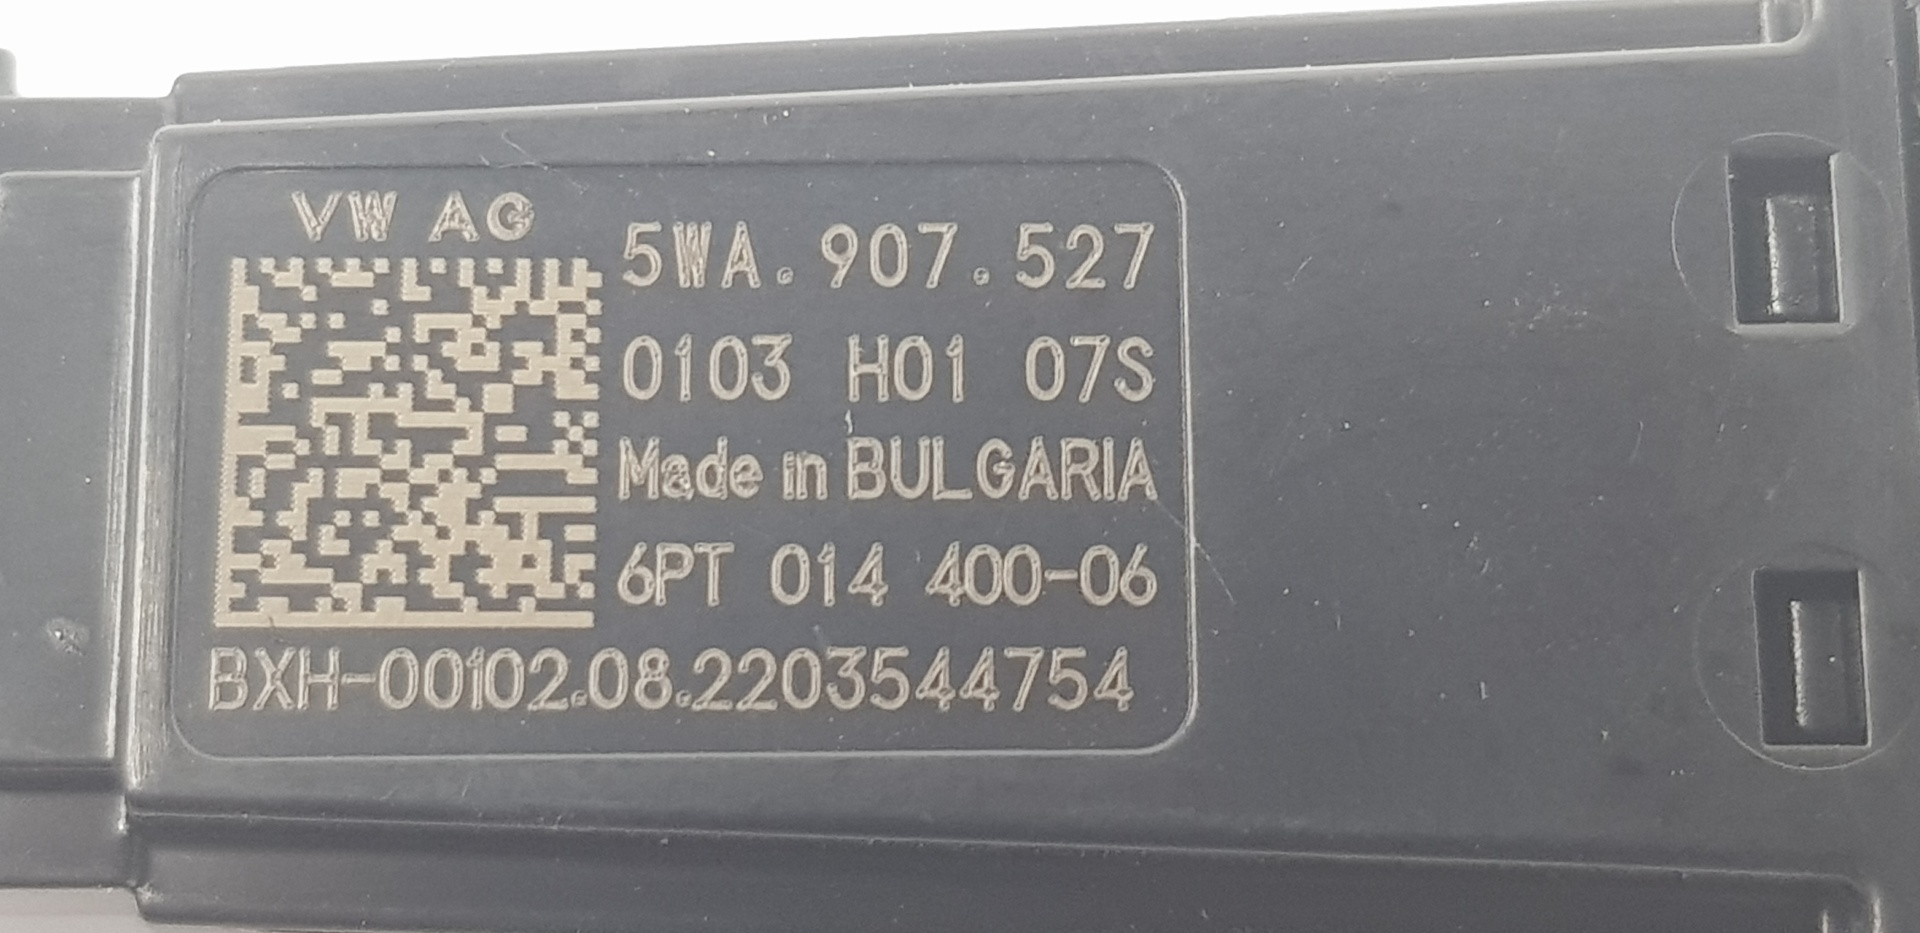 VW AG
5WA.907.527
0103 H01 07S
Made in BULGARIA
6PT 014 400-06
BXH-00102.08.2203544754